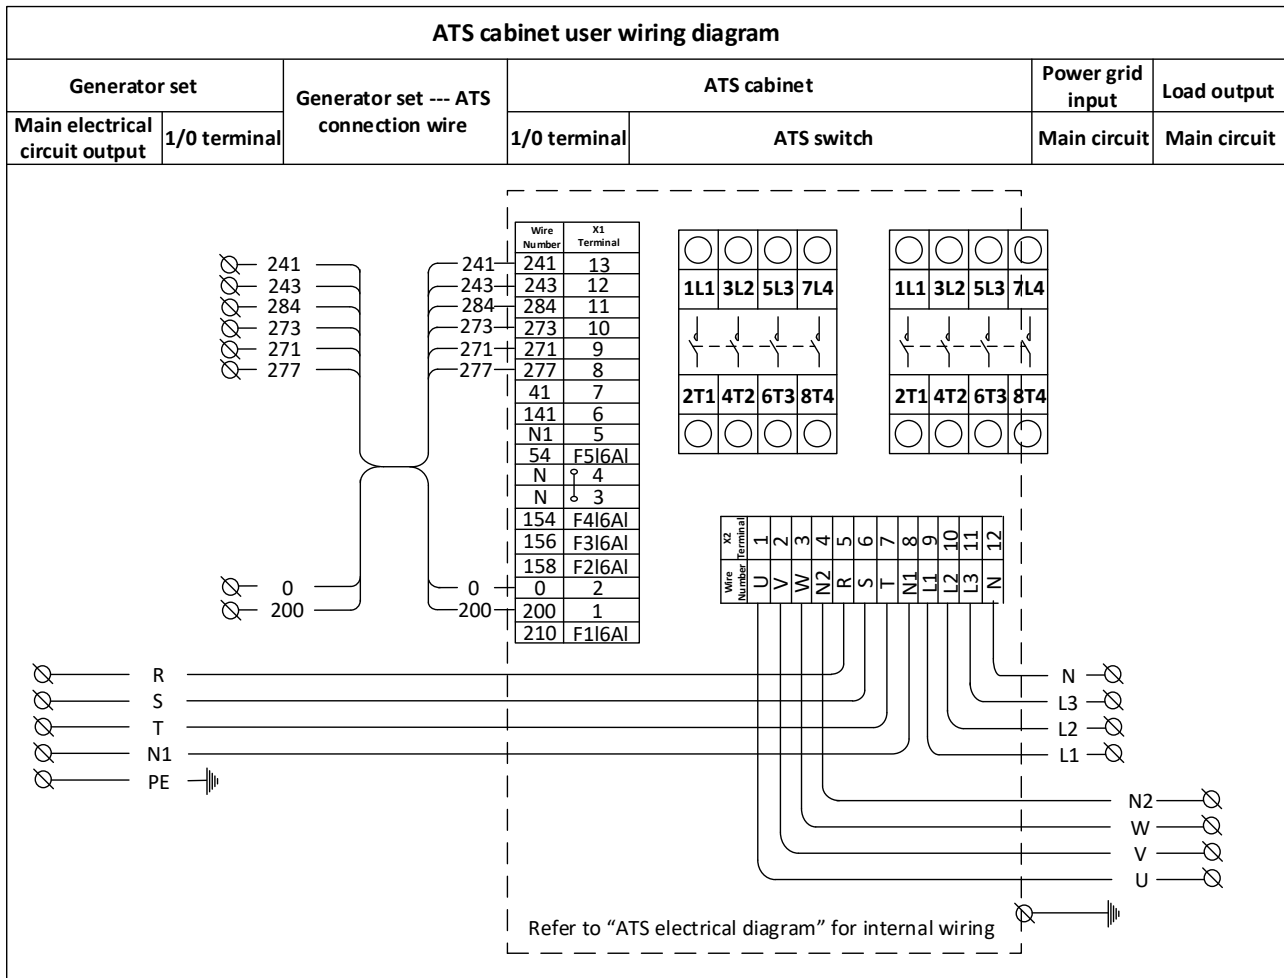 ATS cabinet user wiring diagram
Generator set
Generator set --- ATS
connection wire
ATS cabinet
Power grid
input
Load output
Main electrical
circuit output
1/0 terminal
1/0 terminal
ATS switch
Main circuit
Main circuit
241
243
284
273
271
277
0
200
241
243
284
273
271
277
0
200
Wire
Number
X1
Terminal
241 13
243 12
284 11
273 10
271 9
277 8
41 7
141 6
N1 5
54 F5l6Al
N 4
N 3
154 F4l6Al
156 F3l6Al
158 F2l6Al
0 2
200 1
210 F1l6Al
1L1 3L2 5L3 7L4
2T1 4T2 6T3 8T4
1L1 3L2 5L3 7L4
2T1 4T2 6T3 8T4
X2
Terminal
1 2 3 4 5 6 7 8 9 10 11 12
Wire
Number
U V W N2 R S T N1 L1 L2 L3 N
R
S
T
N1
PE
N
L3
L2
L1
N2
W
V
U
Refer to “ATS electrical diagram” for internal wiring